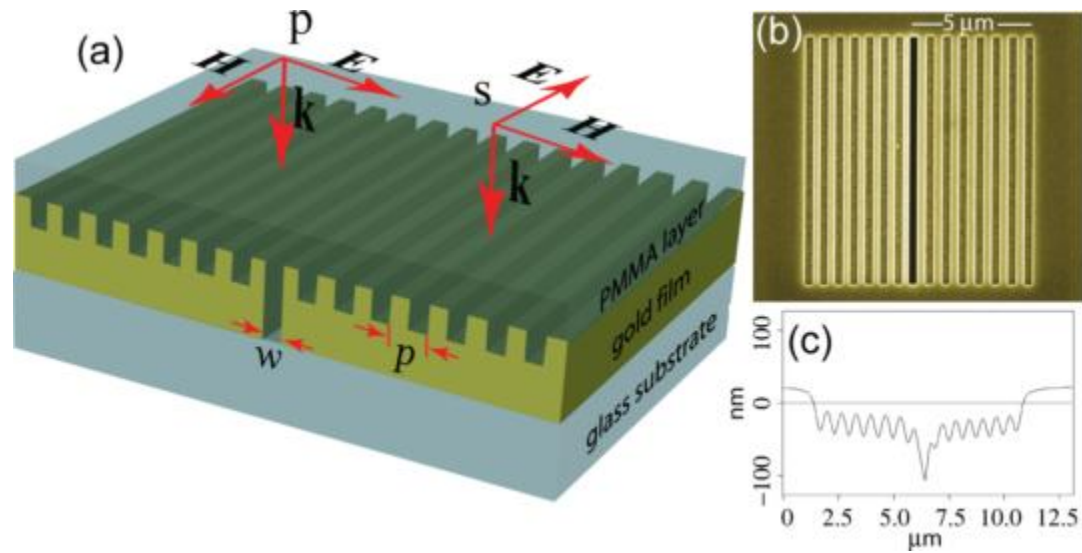 (a)
p
H
E
k
s
E
H
k
PMMA layer
gold film
glass substrate
w
p
(b)
5 μm
(c)
100
0
−100
nm
0
2.5
5.0
7.5
10.0
12.5
μm